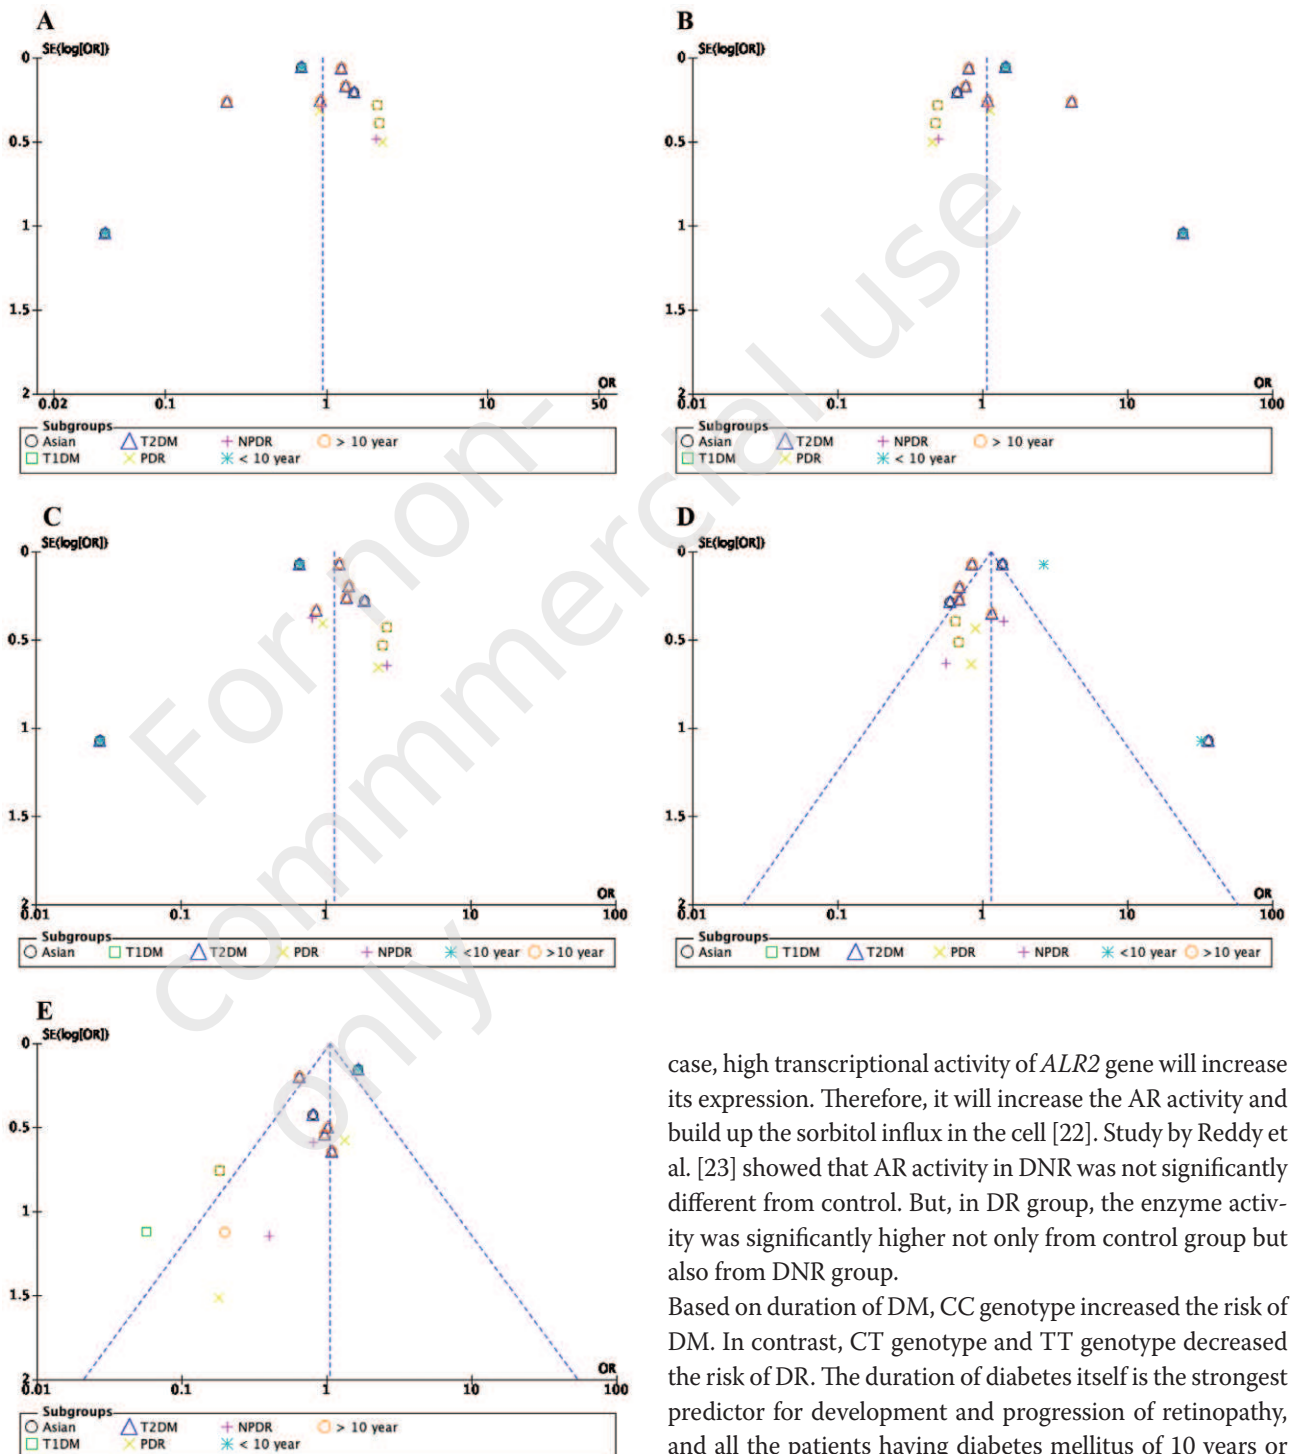 A
SE(log[OR])
0
0.5
1
1.5
2
OR
0.02 0.1 1 10 50
Subgroups
Asian T2DM NPDR > 10 year
T1DM PDR < 10 year
B
SE(log[OR])
0
0.5
1
1.5
2
OR
0.01 0.1 1 10 100
Subgroups
Asian T2DM NPDR > 10 year
T1DM PDR < 10 year
C
SE(log[OR])
0
0.5
1
1.5
2
OR
0.01 0.1 1 10 100
Subgroups
Asian T1DM T2DM PDR NPDR <10 year >10 year
D
SE(log[OR])
0
0.5
1
1.5
2
OR
0.01 0.1 1 10 100
Subgroups
Asian T1DM T2DM PDR NPDR <10 year >10 year
E
SE(log[OR])
0
0.5
1
1.5
2
OR
0.01 0.1 1 10 100
Subgroups
Asian T2DM NPDR > 10 year
T1DM PDR < 10 year
case, high transcriptional activity of ALR2 gene will increase
its expression. Therefore, it will increase the AR activity and
build up the sorbitol influx in the cell [22]. Study by Reddy et
al. [23] showed that AR activity in DNR was not significantly
different from control. But, in DR group, the enzyme activ-
ity was significantly higher not only from control group but
also from DNR group.
Based on duration of DM, CC genotype increased the risk of
DM. In contrast, CT genotype and TT genotype decreased
the risk of DR. The duration of diabetes itself is the strongest
predictor for development and progression of retinopathy,
and all the patients having diabetes mellitus of 10 years or
For non-
commercial use
only